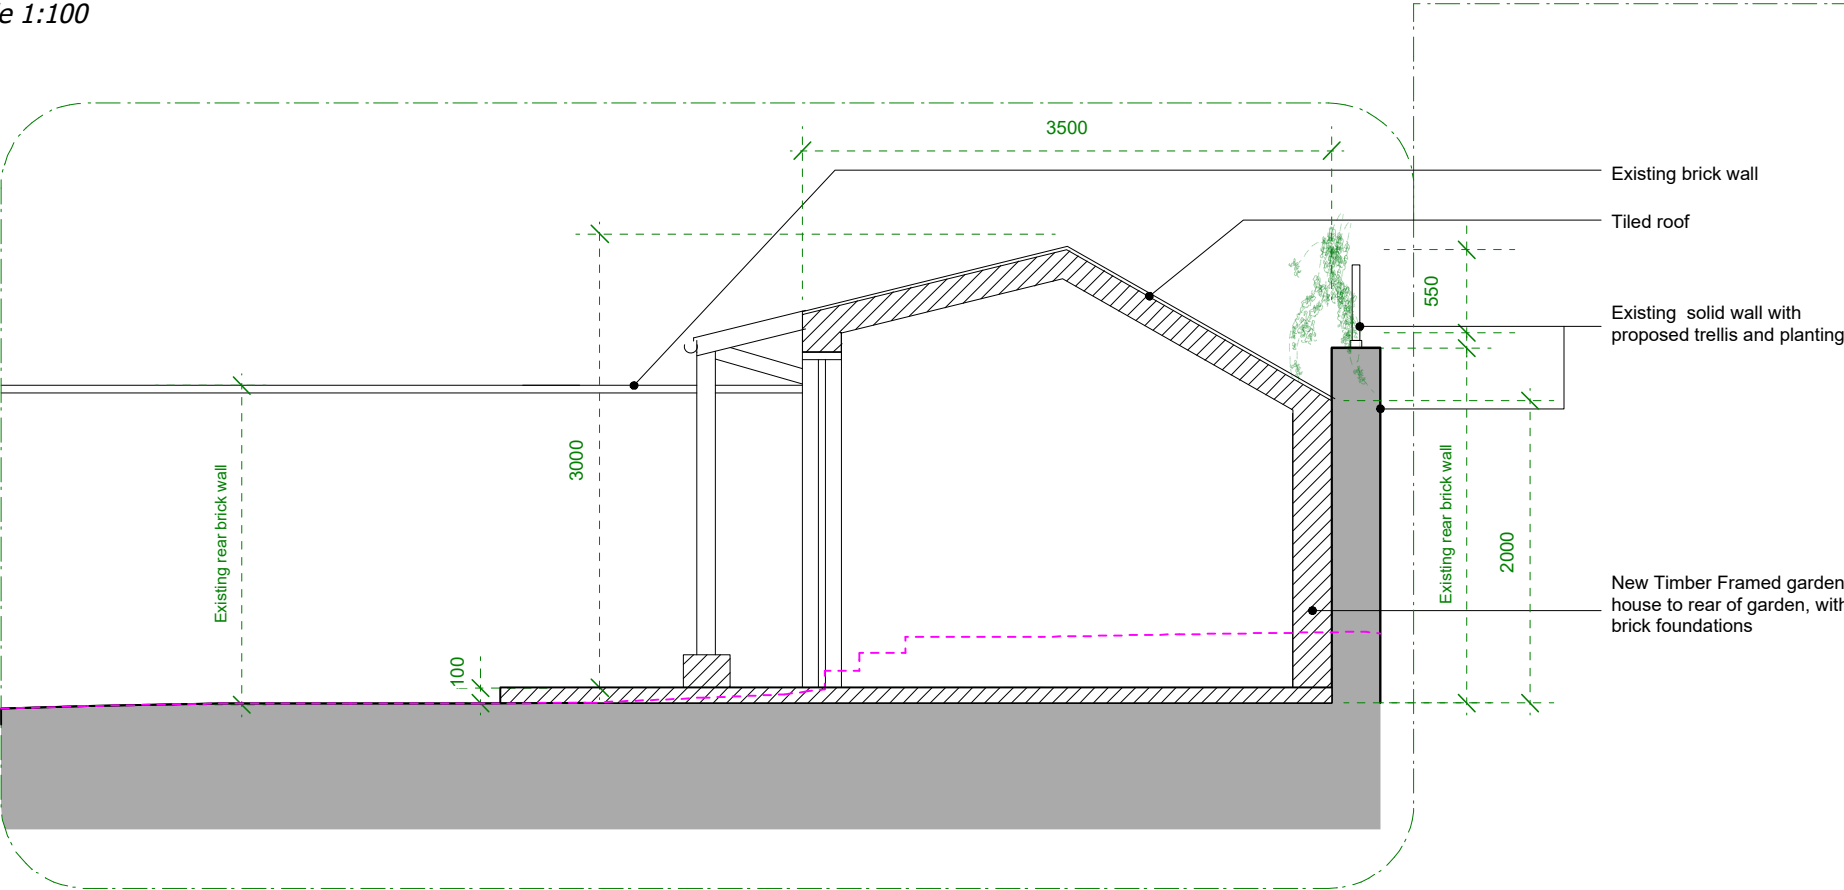 1:100
3500
Existing brick wall
Tiled roof
550
Existing solid wall with
proposed trellis and planting
3000
Existing rear brick wall
Existing rear brick wall
2000
New Timber Framed garden
house to rear of garden, with
brick foundations
100